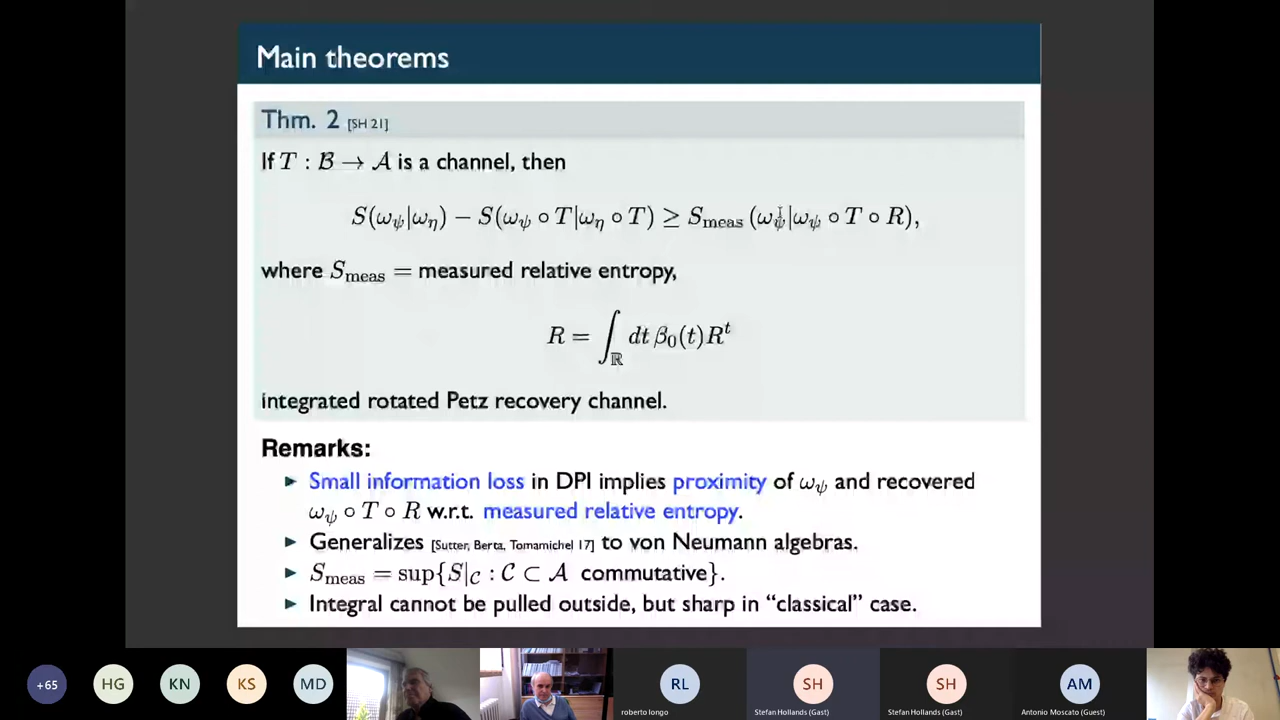 Main theorems
Thm. 2 [SH 21]
If T : ℬ → 𝒜 is a channel, then
S(ω_ψ|ω_η) − S(ω_ψ ∘ T|ω_η ∘ T) ≥ S_meas (ω_ψ|ω_ψ ∘ T ∘ R),
where S_meas = measured relative entropy,
R = ∫_ℝ dt β₀(t)Rᵗ
integrated rotated Petz recovery channel.
Remarks:
► Small information loss in DPI implies proximity of ω_ψ and recovered
ω_ψ ∘ T ∘ R w.r.t. measured relative entropy.
► Generalizes [Sutter, Berta, Tomamichel 17] to von Neumann algebras.
► S_meas = sup{S|_𝒞 : 𝒞 ⊂ 𝒜 commutative}.
► Integral cannot be pulled outside, but sharp in “classical” case.
+65 HG KN KS MD RL SH SH AM
roberto longo Stefan Hollands (Gast) Stefan Hollands (Gast) Antonio Moscato (Guest)